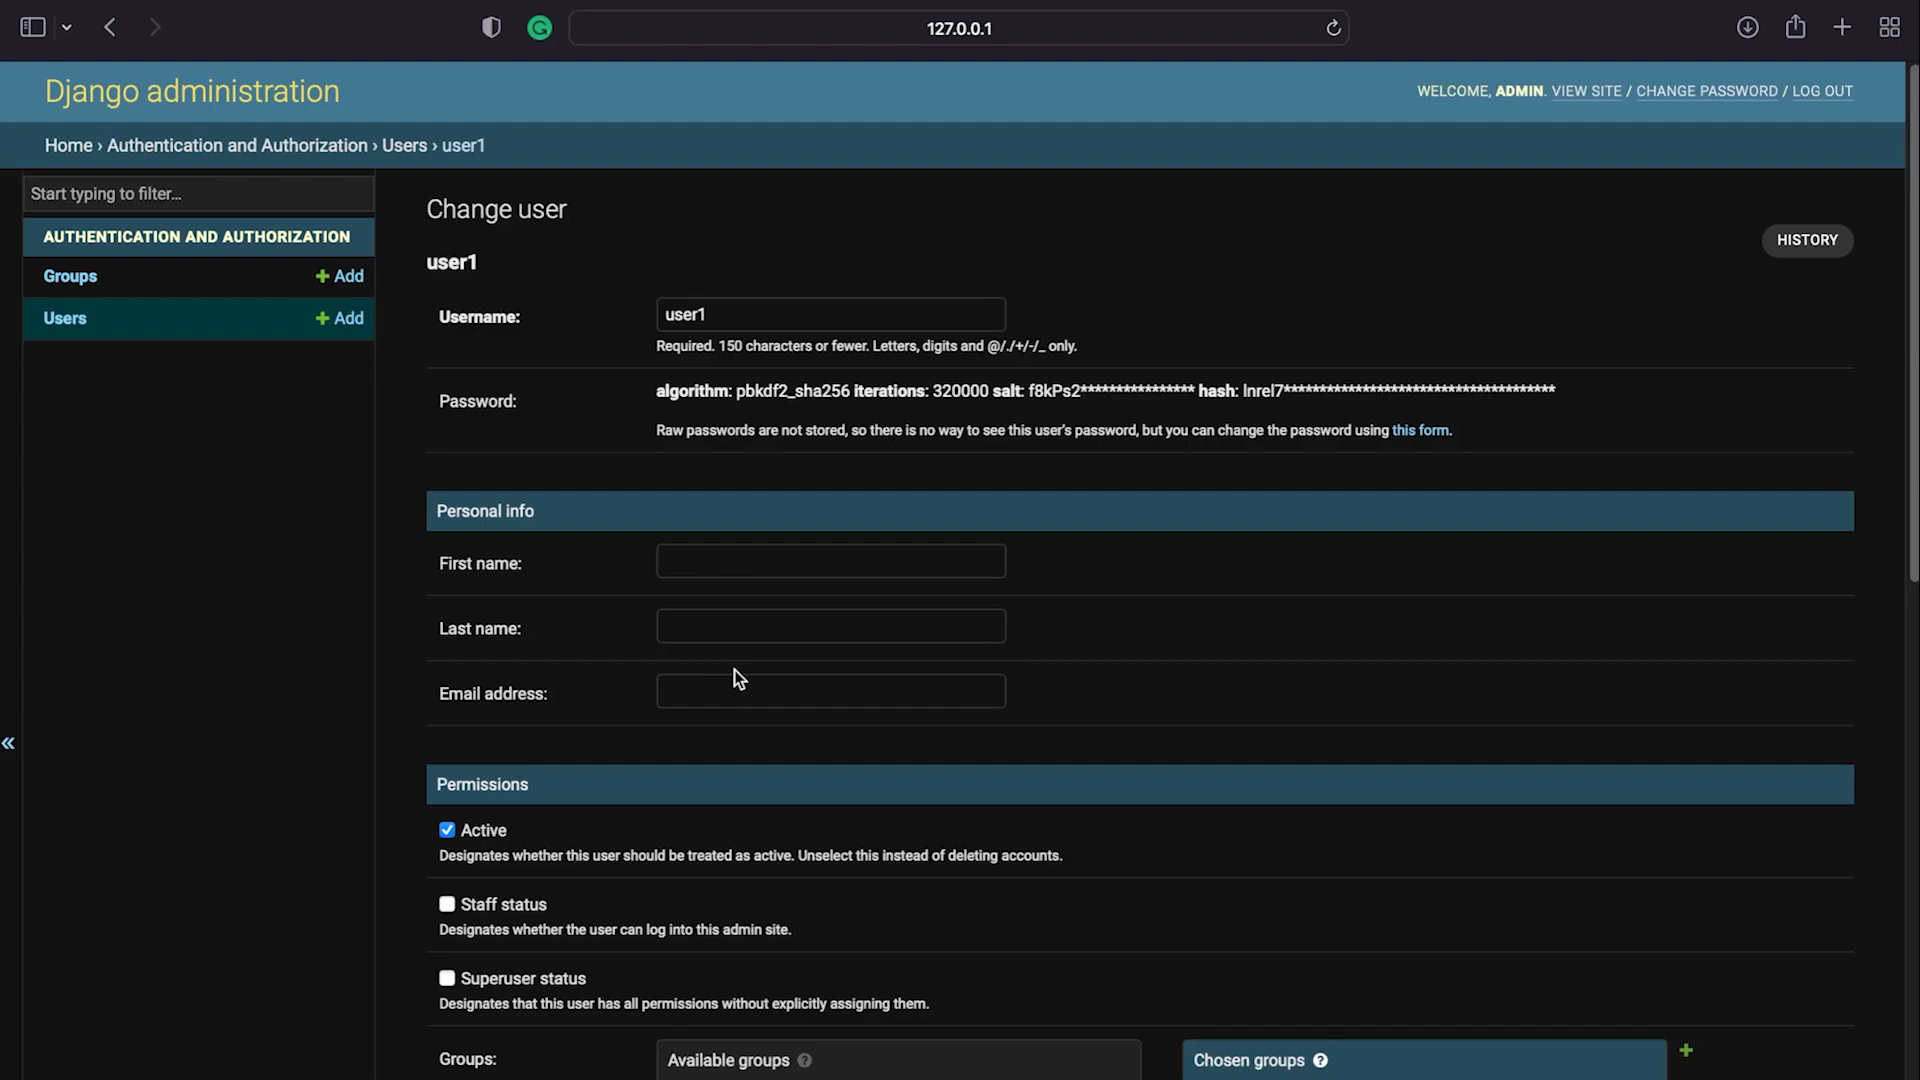 127.0.0.1
Django administration
WELCOME, ADMIN. VIEW SITE / CHANGE PASSWORD / LOG OUT
Home › Authentication and Authorization › Users › user1
Start typing to filter...
AUTHENTICATION AND AUTHORIZATION
Groups + Add
Users + Add
Change user
HISTORY
user1
Username: user1
Required. 150 characters or fewer. Letters, digits and @/./+/-/_ only.
Password: algorithm: pbkdf2_sha256 iterations: 320000 salt: f8kPs2**************** hash: lnrel7**************************************
Raw passwords are not stored, so there is no way to see this user's password, but you can change the password using this form.
Personal info
First name:
Last name:
Email address:
«
Permissions
Active
Designates whether this user should be treated as active. Unselect this instead of deleting accounts.
Staff status
Designates whether the user can log into this admin site.
Superuser status
Designates that this user has all permissions without explicitly assigning them.
Groups: Available groups ? Chosen groups ? +